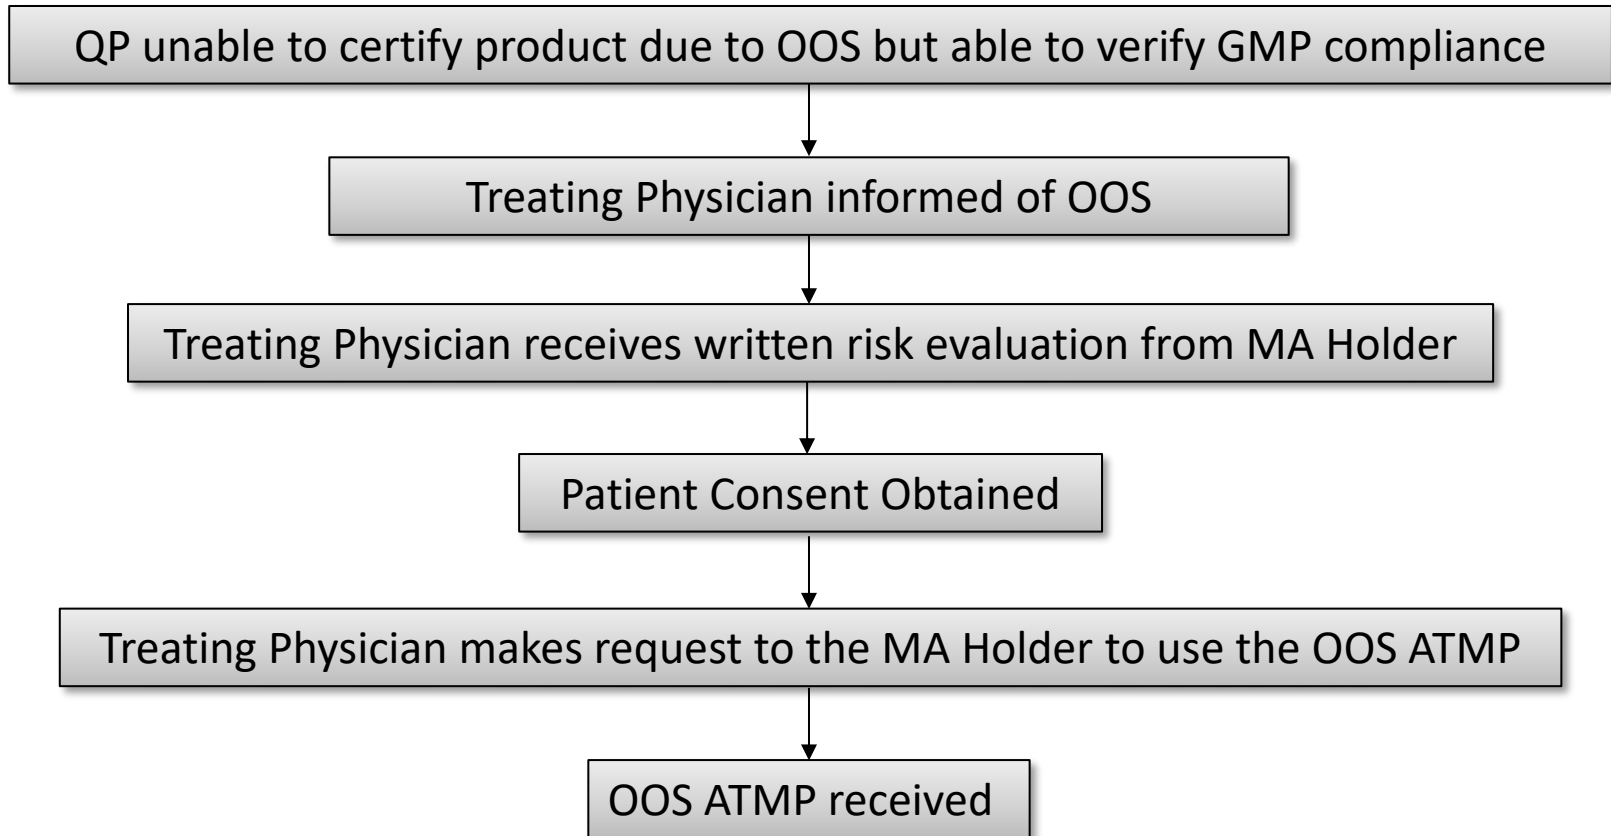 QP unable to certify product due to OOS but able to verify GMP compliance
Treating Physician informed of OOS
Treating Physician receives written risk evaluation from MA Holder
Patient Consent Obtained
Treating Physician makes request to the MA Holder to use the OOS ATMP
OOS ATMP received